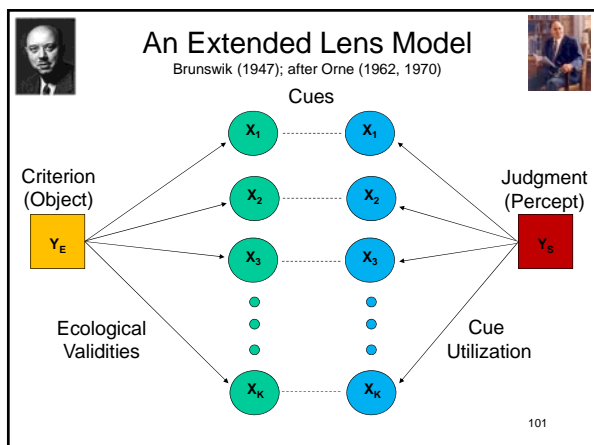 An Extended Lens Model
Brunswik (1947); after Orne (1962, 1970)
Cues
X1 X1
Criterion
(Object)
Judgment
(Percept)
X2 X2
YE
YS
X3 X3
Ecological
Validities
Cue
Utilization
XK XK
101